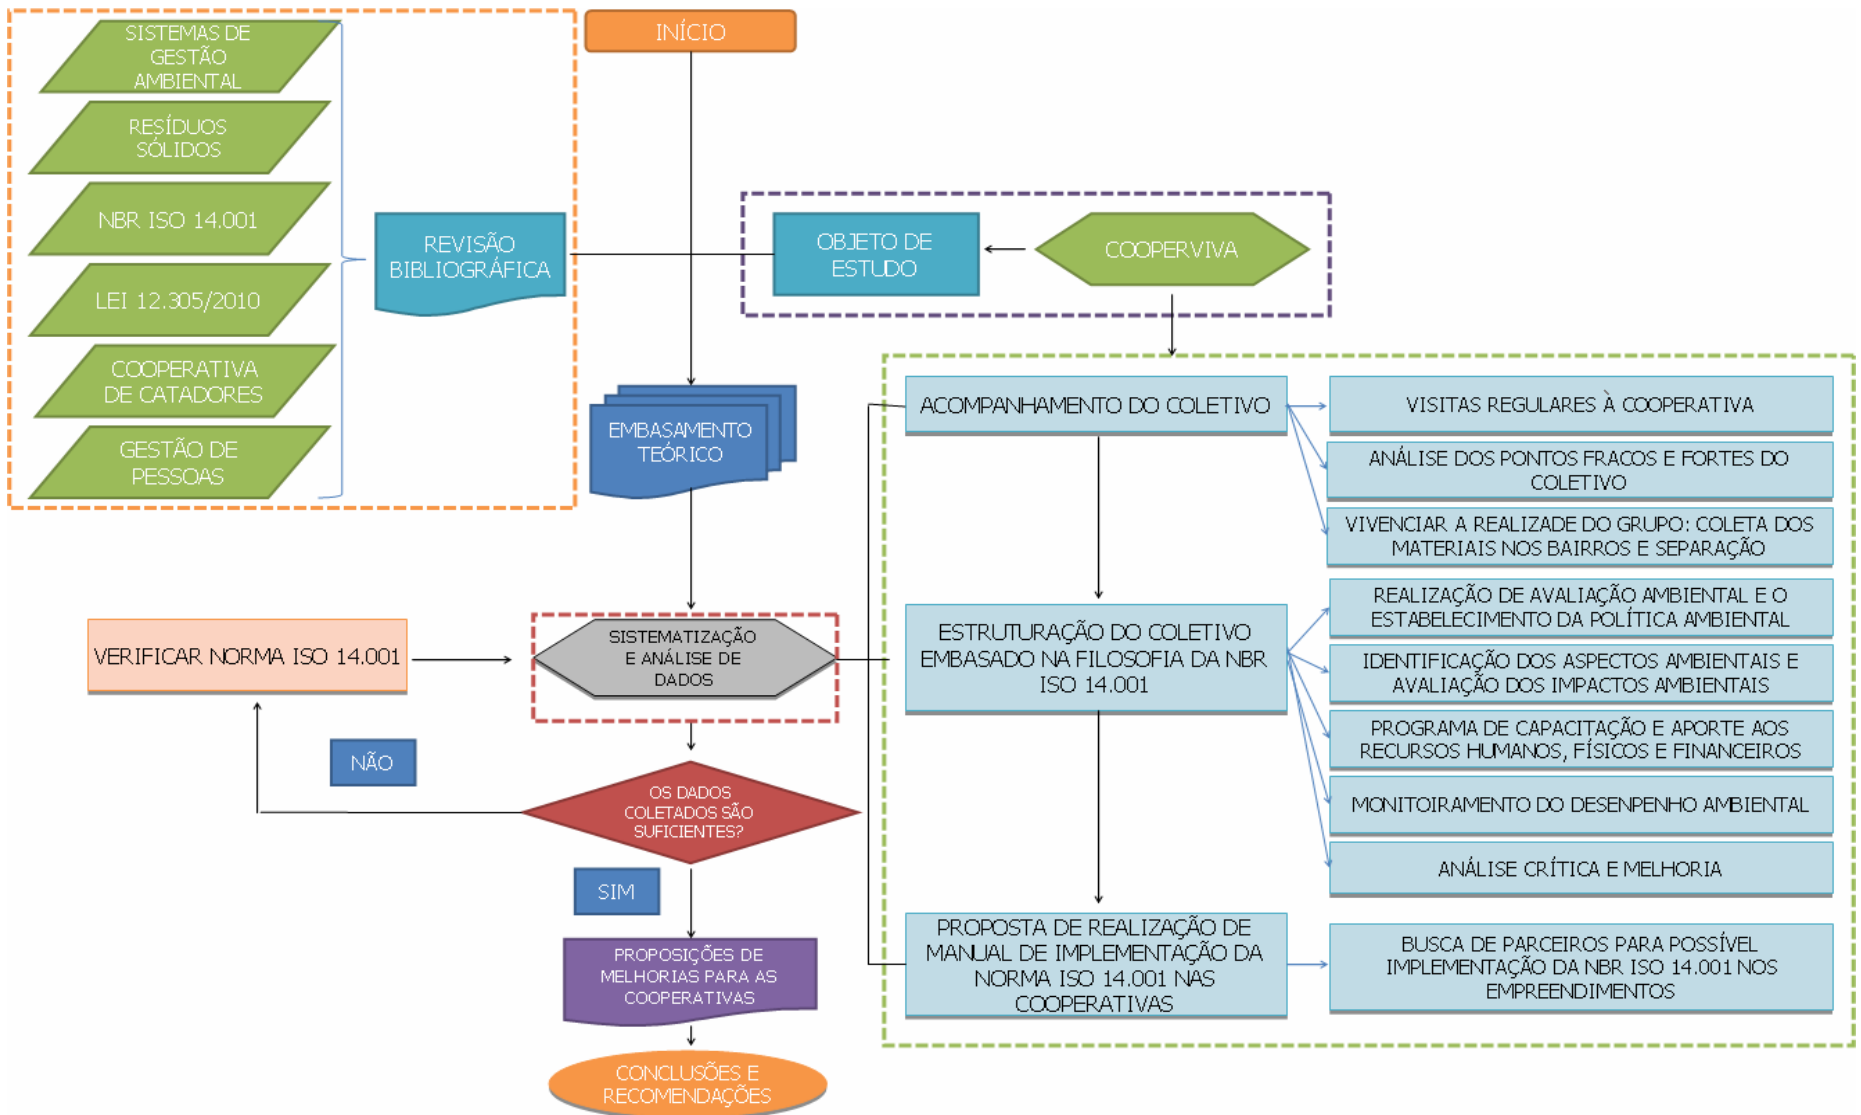 SISTEMAS DE
GESTÃO
AMBIENTAL
RESÍDUOS
SÓLIDOS
NBR ISO 14.001
LEI 12.305/2010
COOPERATIVA
DE CATADORES
GESTÃO DE
PESSOAS
REVISÃO
BIBLIOGRÁFICA
INÍCIO
OBJETO DE
ESTUDO
COOPERVIVA
EMBASAMENTO
TEÓRICO
ACOMPANHAMENTO DO COLETIVO
VISITAS REGULARES À COOPERATIVA
ANÁLISE DOS PONTOS FRACOS E FORTES DO
COLETIVO
VIVENCIAR A REALIZADE DO GRUPO: COLETA DOS
MATERIAIS NOS BAIRROS E SEPARAÇÃO
VERIFICAR NORMA ISO 14.001
SISTEMATIZAÇÃO
E ANÁLISE DE
DADOS
ESTRUTURAÇÃO DO COLETIVO
EMBASADO NA FILOSOFIA DA NBR
ISO 14.001
REALIZAÇÃO DE AVALIAÇÃO AMBIENTAL E O
ESTABELECIMENTO DA POLÍTICA AMBIENTAL
IDENTIFICAÇÃO DOS ASPECTOS AMBIENTAIS E
AVALIAÇÃO DOS IMPACTOS AMBIENTAIS
PROGRAMA DE CAPACITAÇÃO E APORTE AOS
RECURSOS HUMANOS, FÍSICOS E FINANCEIROS
MONITOIRAMENTO DO DESENPENHO AMBIENTAL
ANÁLISE CRÍTICA E MELHORIA
NÃO
OS DADOS
COLETADOS SÃO
SUFICIENTES?
SIM
PROPOSIÇÕES DE
MELHORIAS PARA AS
COOPERATIVAS
PROPOSTA DE REALIZAÇÃO DE
MANUAL DE IMPLEMENTAÇÃO DA
NORMA ISO 14.001 NAS
COOPERATIVAS
BUSCA DE PARCEIROS PARA POSSÍVEL
IMPLEMENTAÇÃO DA NBR ISO 14.001 NOS
EMPREENDIMENTOS
CONCLUSÕES E
RECOMENDAÇÕES